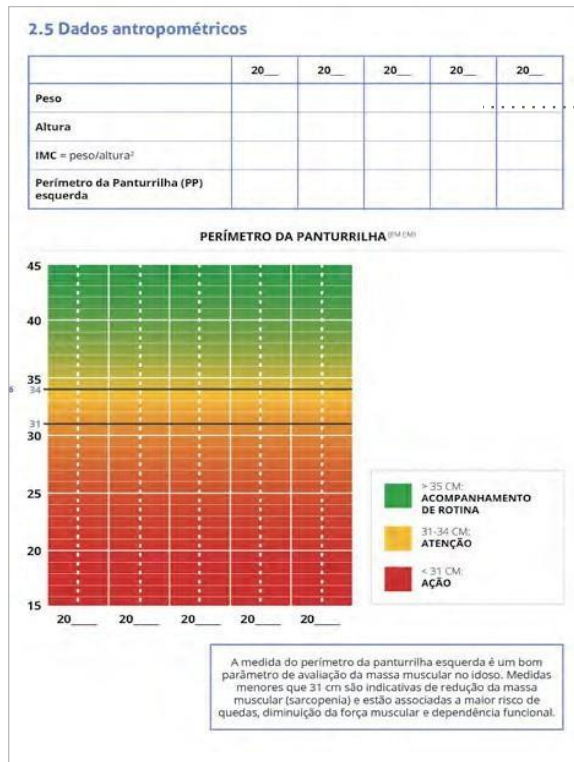 2.5 Dados antropométricos
20__ 20__ 20__ 20__ 20__
Peso
Altura
IMC = peso/altura²
Perímetro da Panturrilha (PP)
esquerda
PERÍMETRO DA PANTURRILHA (EM CM)
45
40
35
34
31
30
25
20
15
20____ 20____ 20____ 20____ 20____
> 35 CM:
ACOMPANHAMENTO
DE ROTINA
31-34 CM:
ATENÇÃO
< 31 CM:
AÇÃO
A medida do perímetro da panturrilha esquerda é um bom
parâmetro de avaliação da massa muscular no idoso. Medidas
menores que 31 cm são indicativas de redução da massa
muscular (sarcopenia) e estão associadas a maior risco de
quedas, diminuição da força muscular e dependência funcional.